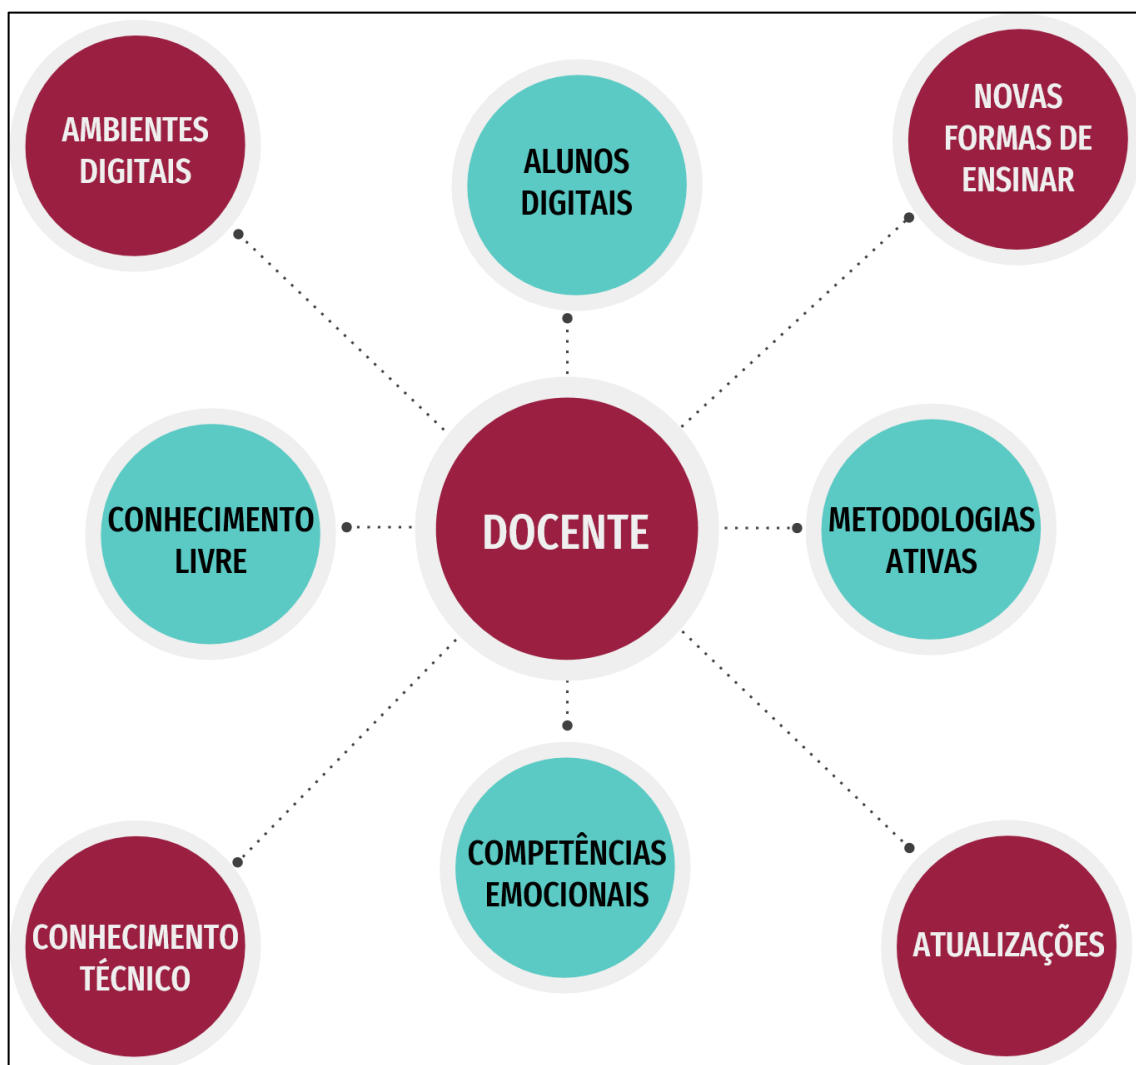 AMBIENTES
DIGITAIS
ALUNOS
DIGITAIS
NOVAS
FORMAS DE
ENSINAR
CONHECIMENTO
LIVRE
DOCENTE
METODOLOGIAS
ATIVAS
CONHECIMENTO
TÉCNICO
COMPETÊNCIAS
EMOCIONAIS
ATUALIZAÇÕES